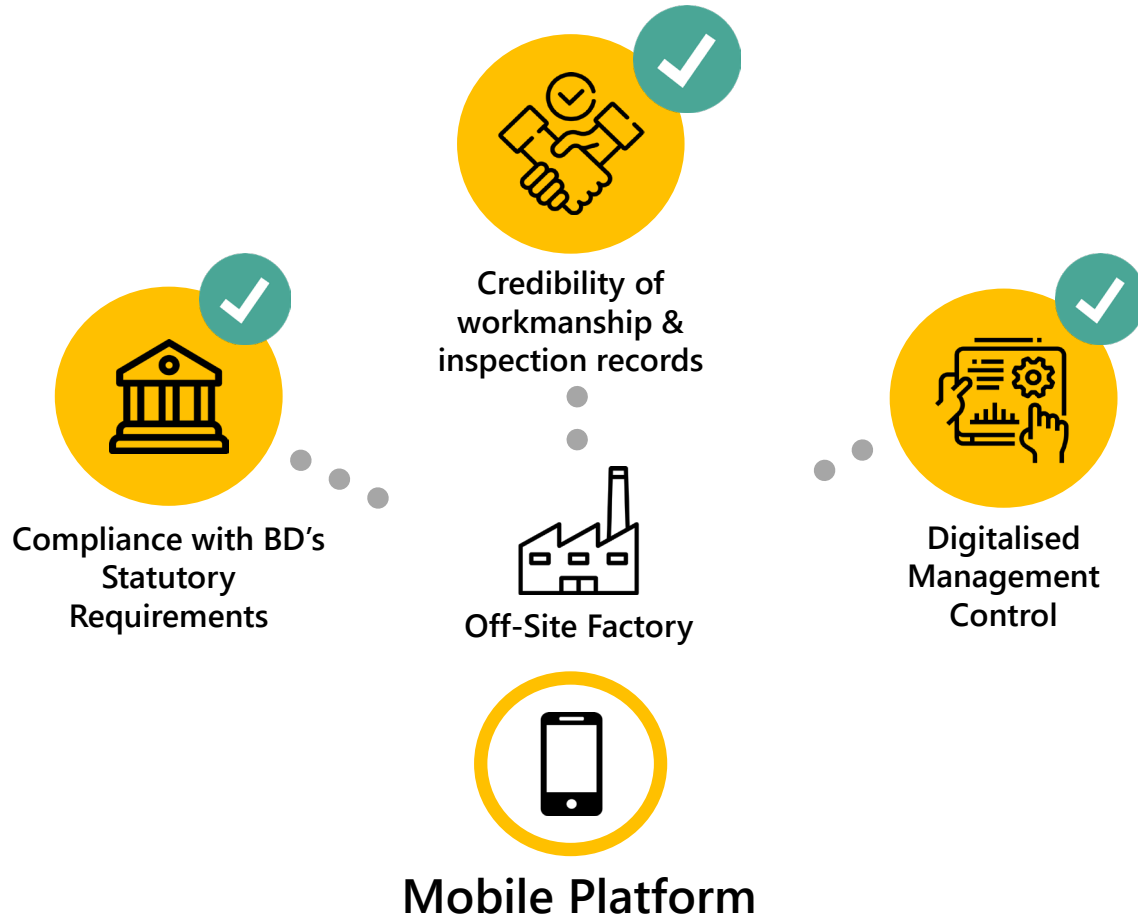 Credibility of
workmanship &
inspection records
Compliance with BD’s
Statutory
Requirements
Digitalised
Management
Control
Off-Site Factory
Mobile Platform